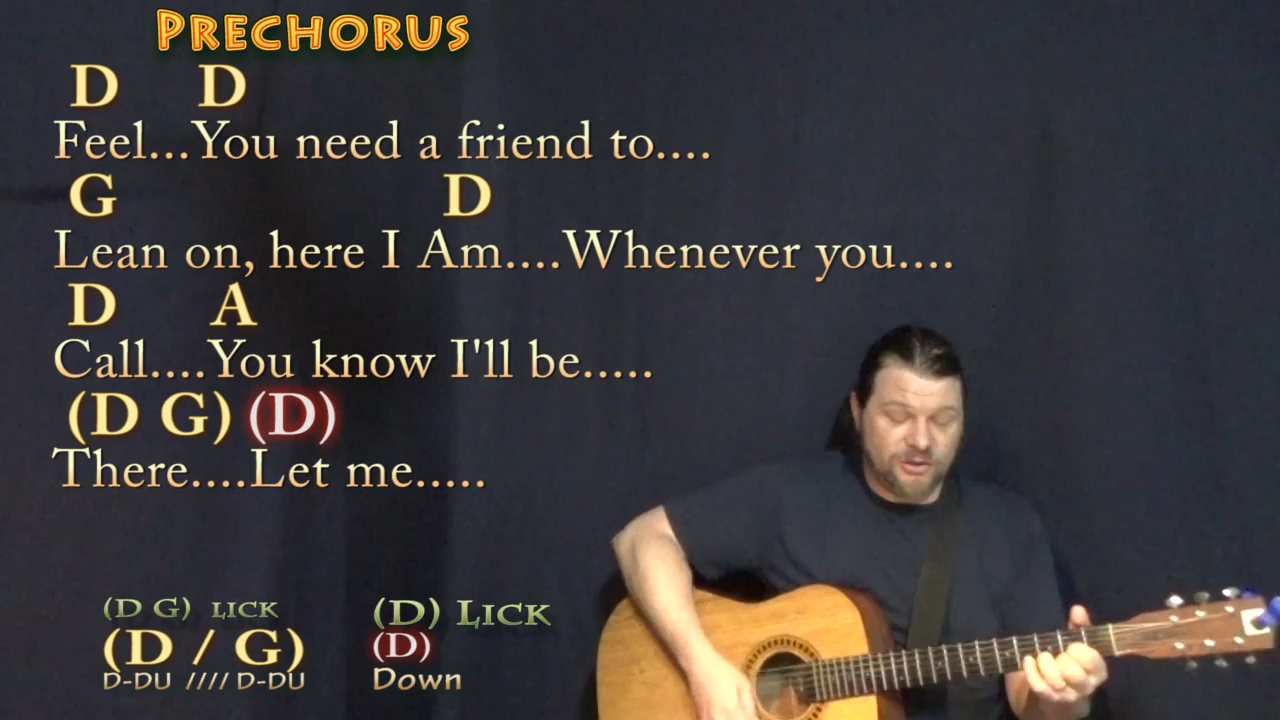 PRECHORUS
D D
Feel...You need a friend to....
G D
Lean on, here I Am....Whenever you....
D A
Call....You know I'll be.....
(D G) (D)
There....Let me.....
(D G) LICK (D) LICK
(D / G) (D)
D-DU //// D-DU Down